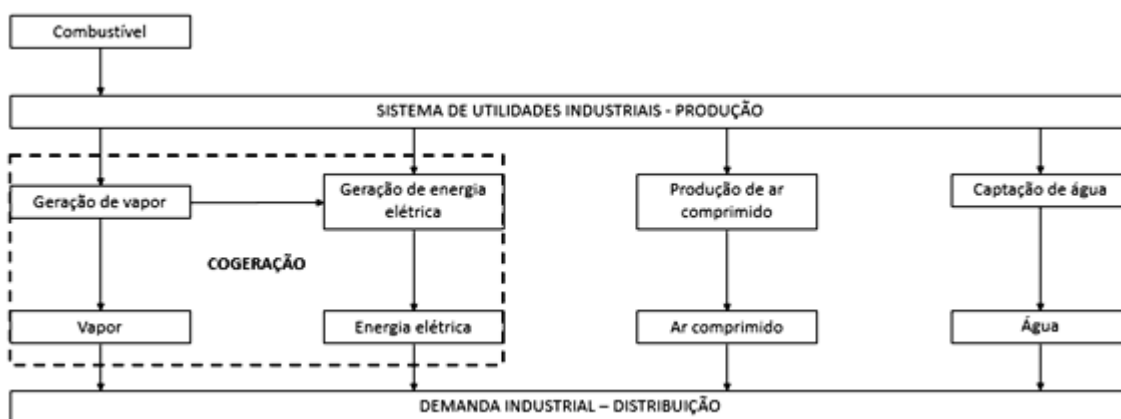 Combustível
SISTEMA DE UTILIDADES INDUSTRIAIS - PRODUÇÃO
Geração de vapor
Geração de energia
elétrica
Produção de ar
comprimido
Captação de água
COGERAÇÃO
Vapor
Energia elétrica
Ar comprimido
Água
DEMANDA INDUSTRIAL – DISTRIBUIÇÃO